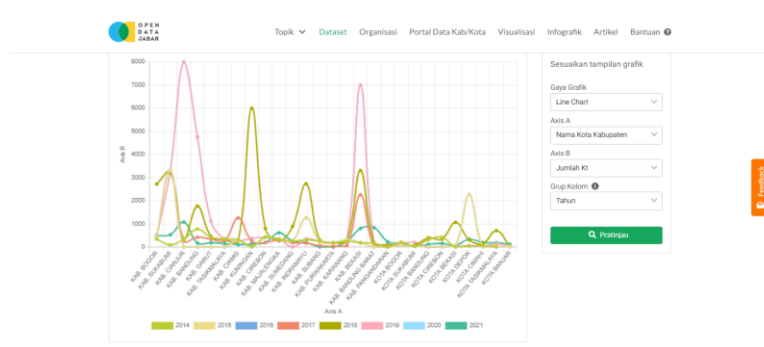 OPEN
DATA
JABAR
Topik
Dataset
Organisasi
Portal Data Kab/Kota
Visualisasi
Infografik
Artikel
Bantuan
8000
7000
6000
5000
4000
3000
2000
1000
0
Axis B
KAB. BOGOR
KAB. SUKABUMI
KAB. CIANJUR
KAB. BANDUNG
KAB. GARUT
KAB. TASIKMALAYA
KAB. CIAMIS
KAB. KUNINGAN
KAB. CIREBON
KAB. MAJALENGKA
KAB. SUMEDANG
KAB. INDRAMAYU
KAB. SUBANG
KAB. PURWAKARTA
KAB. KARAWANG
KAB. BEKASI
KAB. BANDUNG BARAT
KAB. PANGANDARAN
KOTA BOGOR
KOTA SUKABUMI
KOTA BANDUNG
KOTA CIREBON
KOTA BEKASI
KOTA DEPOK
KOTA CIMAHI
KOTA TASIKMALAYA
KOTA BANJAR
Axis A
2014
2015
2016
2017
2018
2019
2020
2021
Sesuaikan tampilan grafik
Gaya Grafik
Line Chart
Axis A
Nama Kota Kabupaten
Axis B
Jumlah Kt
Grup Kolom
Tahun
Pratinjau
Feedback